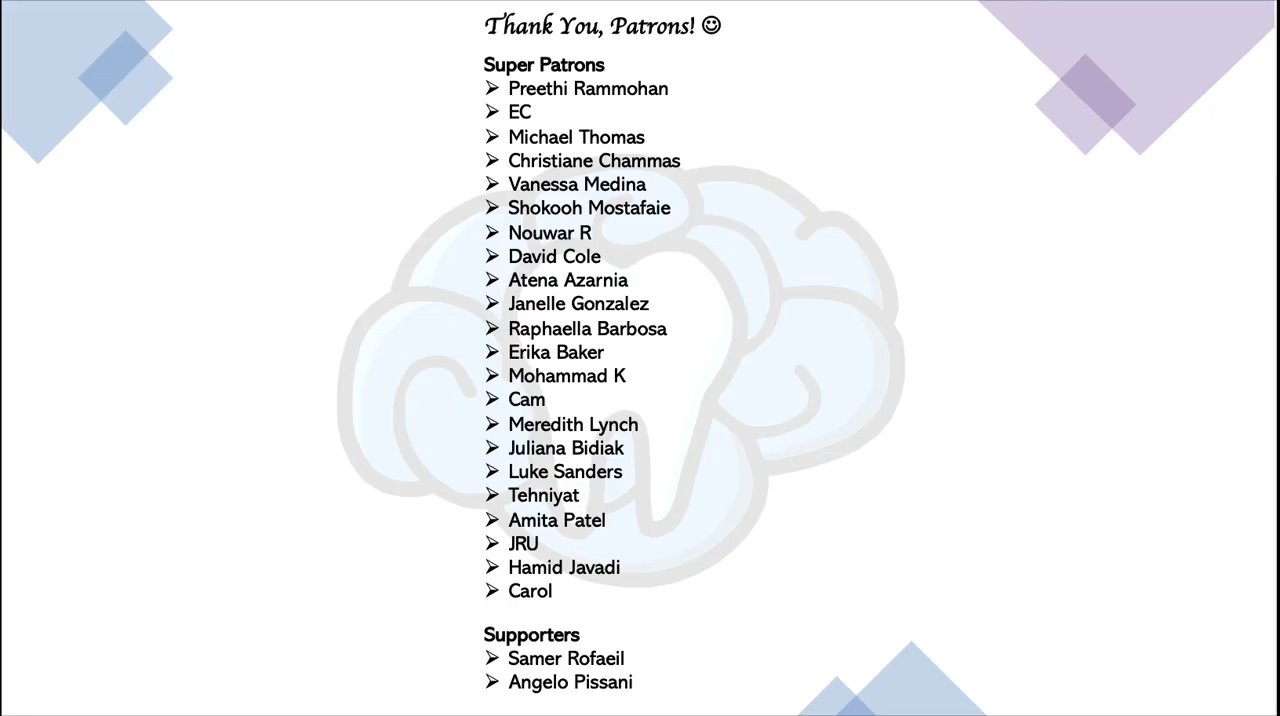 Thank You, Patrons! ☺
Super Patrons
➢ Preethi Rammohan
➢ EC
➢ Michael Thomas
➢ Christiane Chammas
➢ Vanessa Medina
➢ Shokooh Mostafaie
➢ Nouwar R
➢ David Cole
➢ Atena Azarnia
➢ Janelle Gonzalez
➢ Raphaella Barbosa
➢ Erika Baker
➢ Mohammad K
➢ Cam
➢ Meredith Lynch
➢ Juliana Bidiak
➢ Luke Sanders
➢ Tehniyat
➢ Amita Patel
➢ JRU
➢ Hamid Javadi
➢ Carol
Supporters
➢ Samer Rofaeil
➢ Angelo Pissani